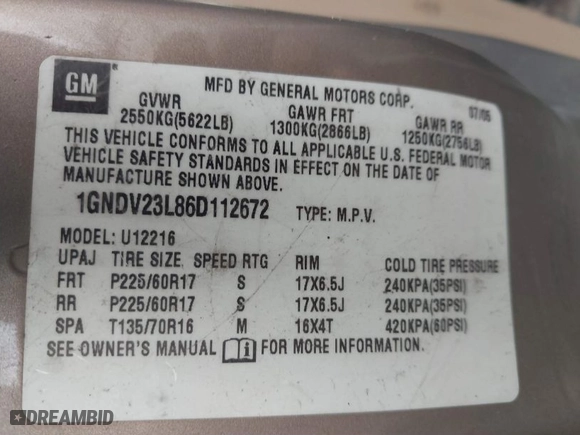 GM
MFD BY GENERAL MOTORS CORP.
07/05
GVWR GAWR FRT GAWR RR
2550KG(5622LB) 1300KG(2866LB) 1250KG(2756LB)
THIS VEHICLE CONFORMS TO ALL APPLICABLE U.S. FEDERAL MOTOR
VEHICLE SAFETY STANDARDS IN EFFECT ON THE DATE OF
MANUFACTURE SHOWN ABOVE.
1GNDV23L86D112672 TYPE: M.P.V.
MODEL: U12216
UPAJ TIRE SIZE SPEED RTG RIM COLD TIRE PRESSURE
FRT P225/60R17 S 17X6.5J 240KPA(35PSI)
RR P225/60R17 S 17X6.5J 240KPA(35PSI)
SPA T135/70R16 M 16X4T 420KPA(60PSI)
SEE OWNER'S MANUAL i FOR MORE INFORMATION.
DREAMBID